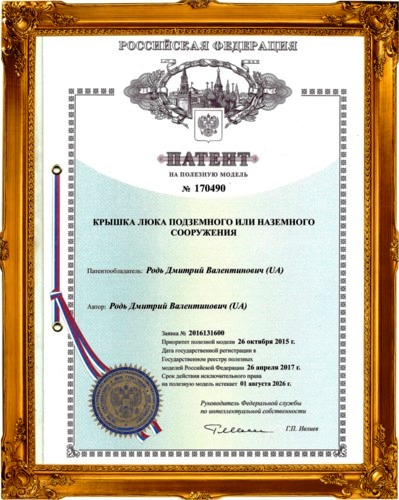 РОССИЙСКАЯ ФЕДЕРАЦИЯ
ПАТЕНТ
НА ПОЛЕЗНУЮ МОДЕЛЬ
№ 170490
КРЫШКА ЛЮКА ПОДЗЕМНОГО ИЛИ НАЗЕМНОГО
СООРУЖЕНИЯ
Патентообладатель: Родь Дмитрий Валентинович (UA)
Автор: Родь Дмитрий Валентинович (UA)
Заявка № 2016131600
Приоритет полезной модели 26 октября 2015 г.
Дата государственной регистрации в
Государственном реестре полезных
моделей Российской Федерации 26 апреля 2017 г.
Срок действия исключительного права
на полезную модель истекает 01 августа 2026 г.
Руководитель Федеральной службы
по интеллектуальной собственности
Г.П. Ивлиев